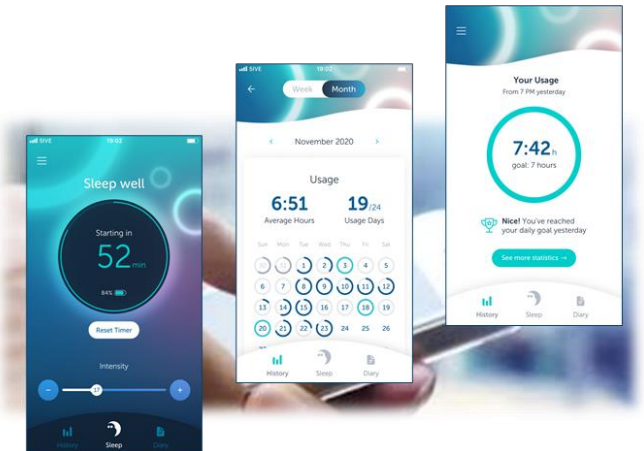 SIVE 19:02
Sleep well
Starting in
52 min
84%
Reset Timer
Intensity
- 17 +
History Sleep Diary
SIVE 19:02
Week Month
November 2020
Usage
6:51 19/24
Average Hours Usage Days
Sun Mon Tue Wed Thu Fri Sat
1 2 3 4 5
6 7 8 9 10 11 12
13 14 15 16 17 18 19
20 21 22 23 24 25 26
History Sleep Diary
Your Usage
From 7 PM yesterday
7:42 h
goal: 7 hours
Nice! You've reached
your daily goal yesterday
See more statistics →
History Sleep Diary